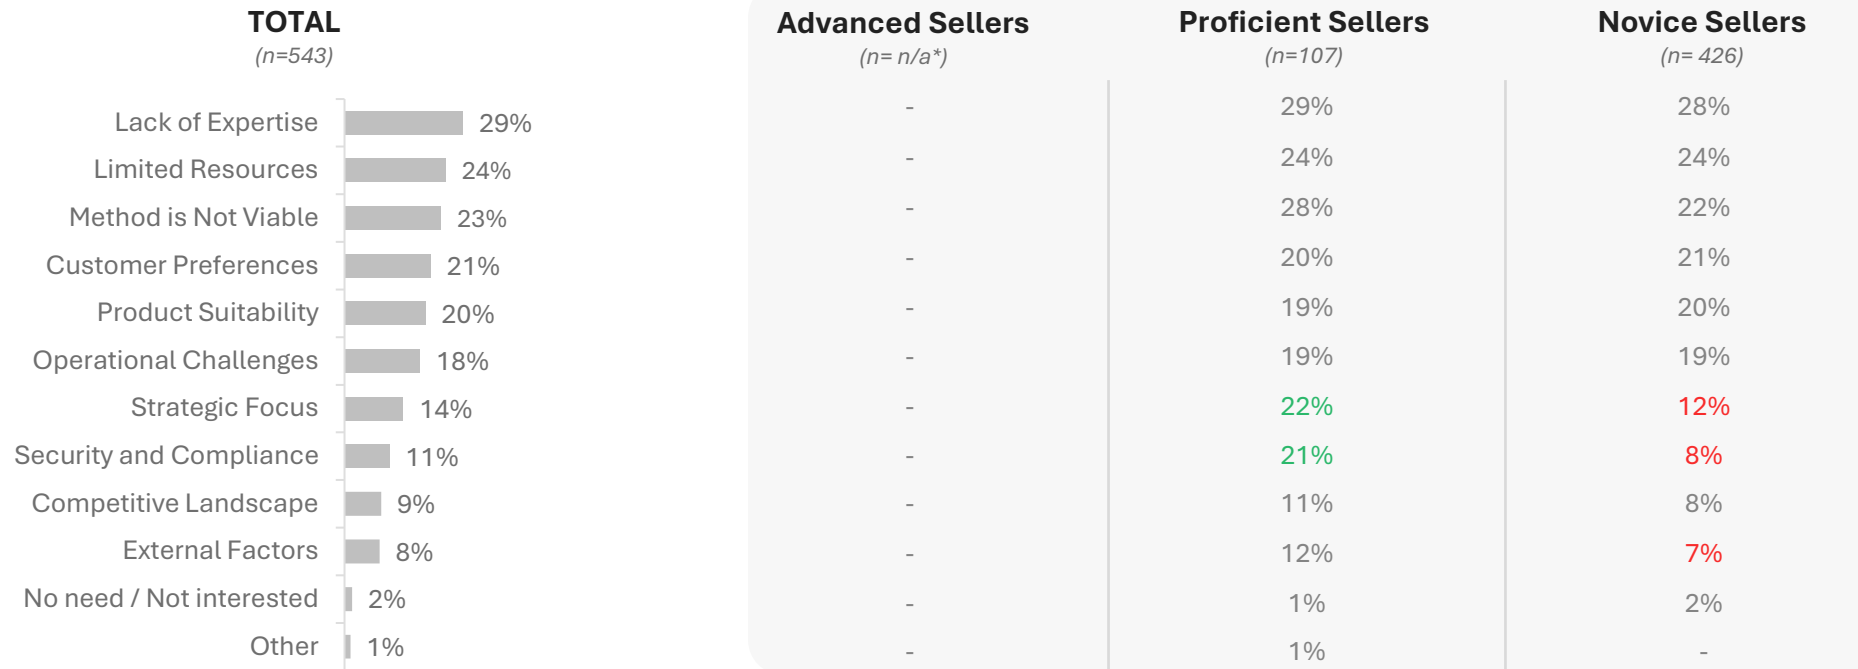 TOTAL Advanced Sellers Proficient Sellers Novice Sellers
(n=543) (n= n/a*) (n=107) (n= 426)
Lack of Expertise 29% - 29% 28%
Limited Resources 24% - 24% 24%
Method is Not Viable 23% - 28% 22%
Customer Preferences 21% - 20% 21%
Product Suitability 20% - 19% 20%
Operational Challenges 18% - 19% 19%
Strategic Focus 14% - 22% 12%
Security and Compliance 11% - 21% 8%
Competitive Landscape 9% - 11% 8%
External Factors 8% - 12% 7%
No need / Not interested 2% - 1% 2%
Other 1% - 1% -